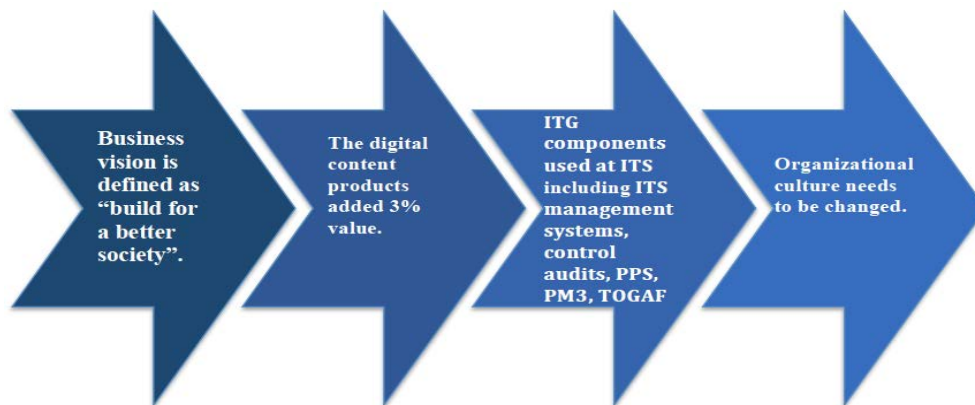 Business
vision is
defined as
“build for
a better
society”.
The digital
content
products
added 3%
value.
ITG
components
used at ITS
including ITS
management
systems,
control
audits, PPS,
PM3, TOGAF
Organizational
culture needs
to be changed.